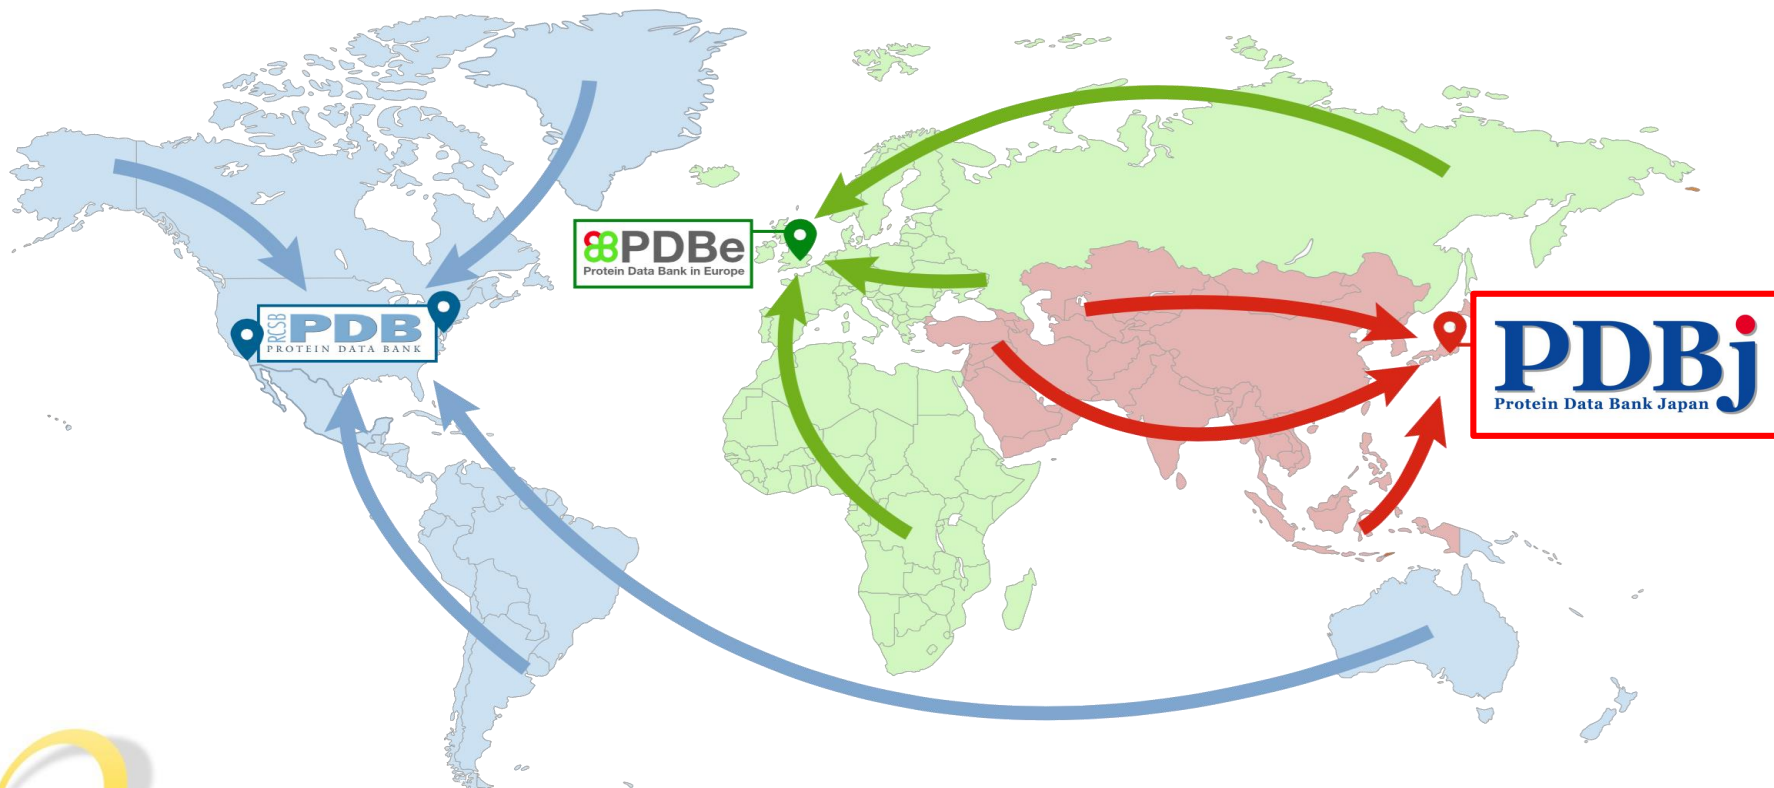 RCSB
PDB
PROTEIN DATA BANK
PDBe
Protein Data Bank in Europe
PDBj
Protein Data Bank Japan